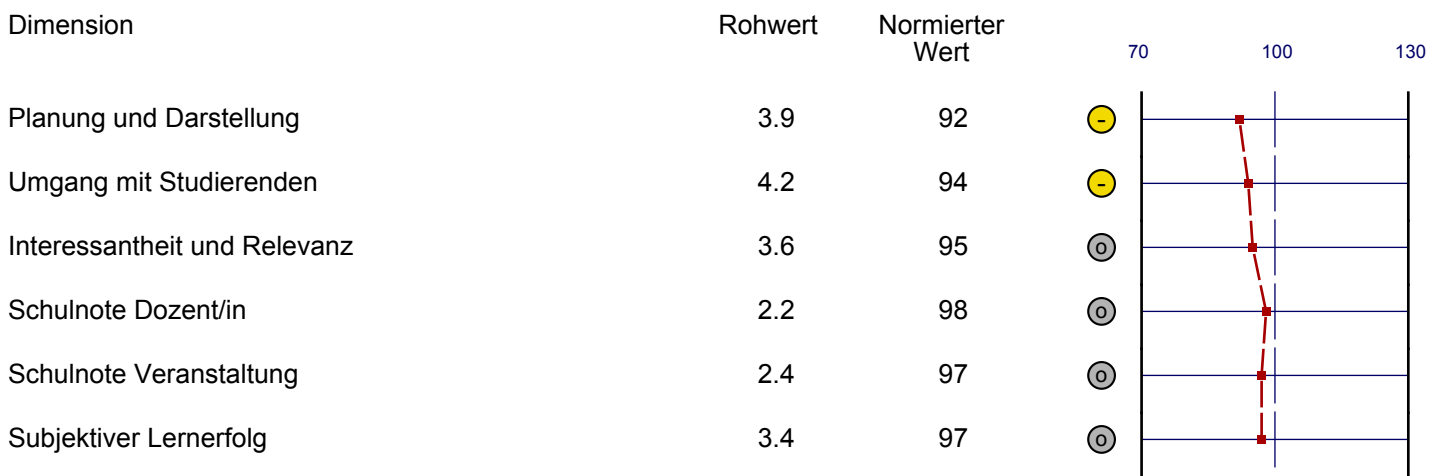 Dimension Rohwert Normierter
Wert
70 100 130
Planung und Darstellung 3.9 92 -
Umgang mit Studierenden 4.2 94 -
Interessantheit und Relevanz 3.6 95 o
Schulnote Dozent/in 2.2 98 o
Schulnote Veranstaltung 2.4 97 o
Subjektiver Lernerfolg 3.4 97 o